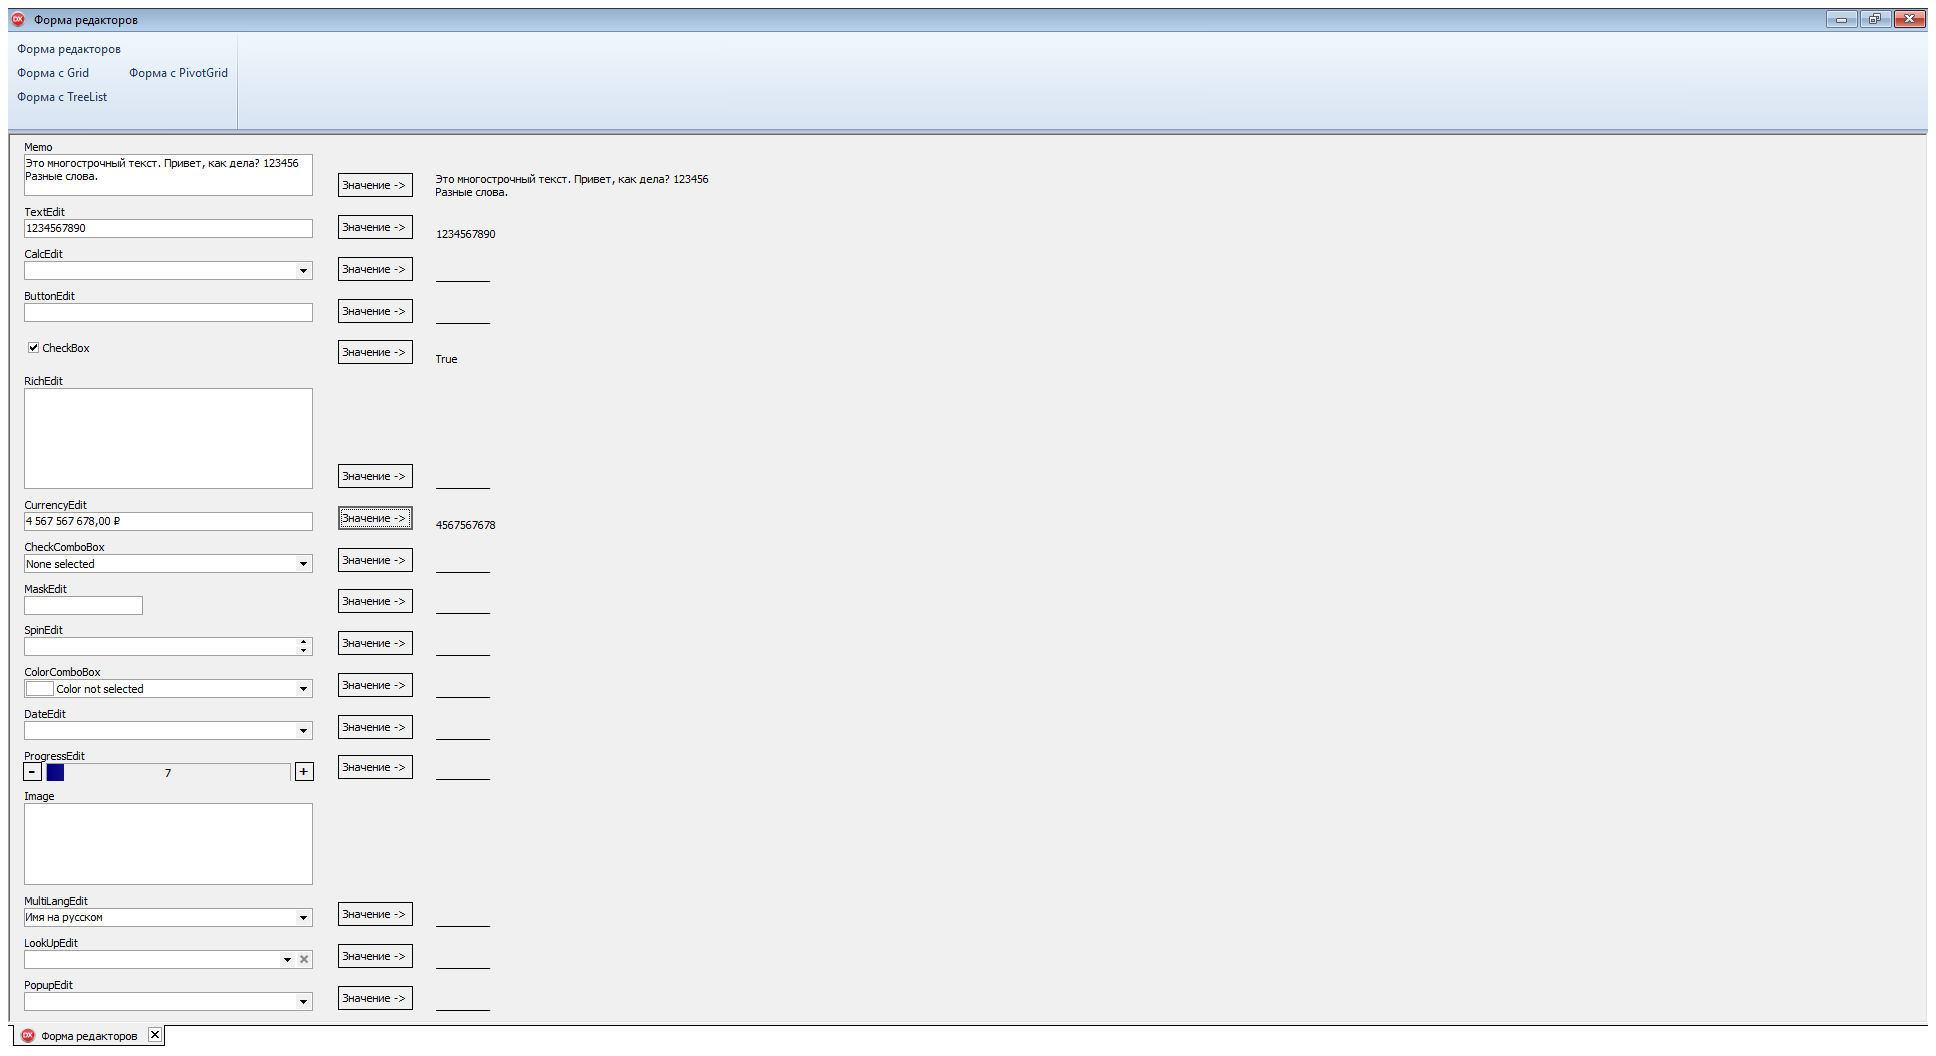 Форма редакторов
Форма редакторов
Форма с Grid Форма с PivotGrid
Форма с TreeList
Memo
Это многострочный текст. Привет, как дела? 123456
Разные слова.
Значение ->
Это многострочный текст. Привет, как дела? 123456
Разные слова.
TextEdit
1234567890
Значение ->
1234567890
CalcEdit
Значение ->
ButtonEdit
Значение ->
CheckBox
Значение ->
True
RichEdit
Значение ->
CurrencyEdit
4 567 567 678,00 ₽
Значение ->
4567567678
CheckComboBox
None selected
Значение ->
MaskEdit
Значение ->
SpinEdit
Значение ->
ColorComboBox
Color not selected
Значение ->
DateEdit
Значение ->
ProgressEdit
- 7 +
Значение ->
Image
MultiLangEdit
Имя на русском
Значение ->
LookUpEdit
Значение ->
PopupEdit
Значение ->
DX Форма редакторов